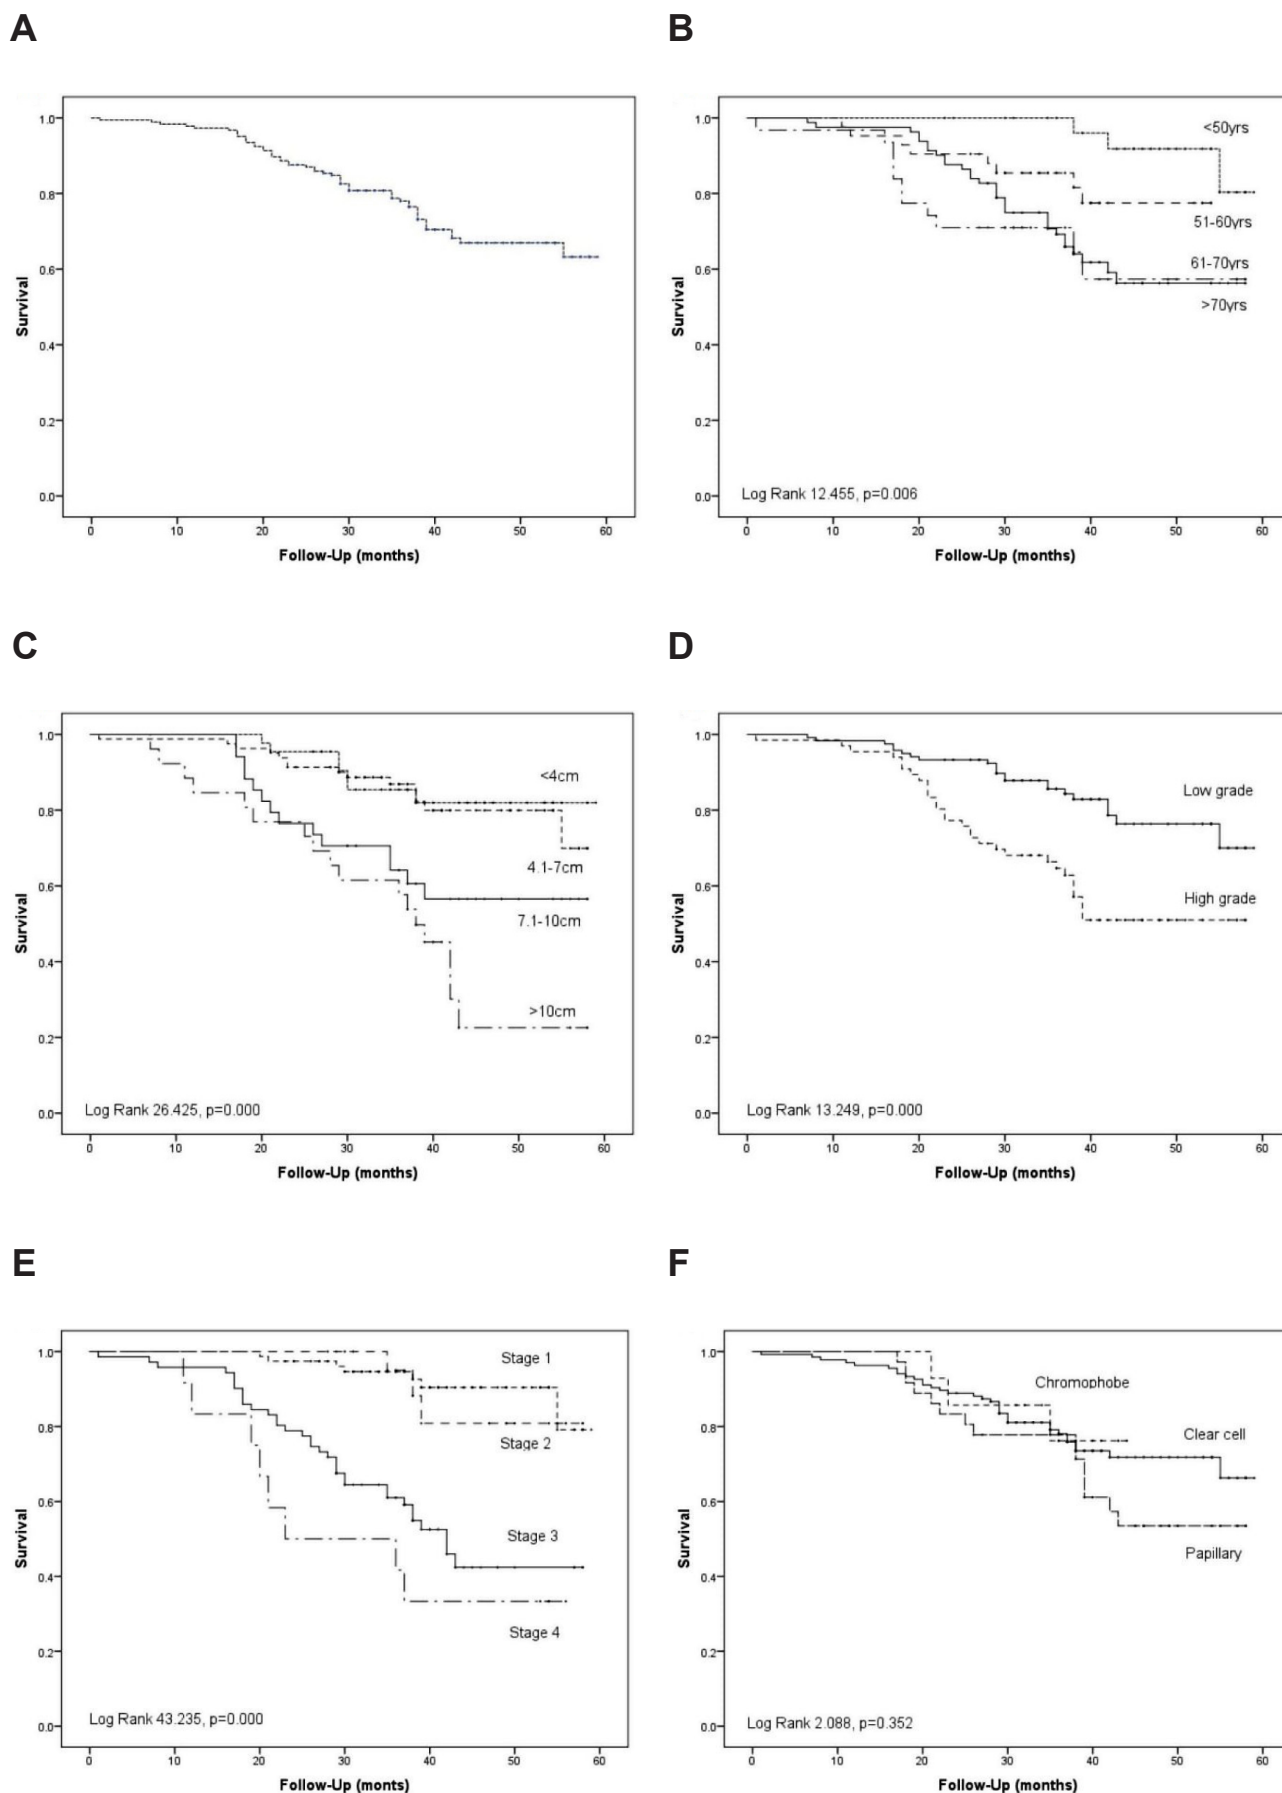 A
1.0
0.8
0.6
0.4
0.2
0.0
Survival
0 10 20 30 40 50 60
Follow-Up (months)
B
1.0
0.8
0.6
0.4
0.2
0.0
Survival
<50yrs
51-60yrs
61-70yrs
>70yrs
Log Rank 12.455, p=0.006
0 10 20 30 40 50 60
Follow-Up (months)
C
1.0
0.8
0.6
0.4
0.2
0.0
Survival
<4cm
4.1-7cm
7.1-10cm
>10cm
Log Rank 26.425, p=0.000
0 10 20 30 40 50 60
Follow-Up (months)
D
1.0
0.8
0.6
0.4
0.2
0.0
Survival
Low grade
High grade
Log Rank 13.249, p=0.000
0 10 20 30 40 50 60
Follow-Up (months)
E
1.0
0.8
0.6
0.4
0.2
0.0
Survival
Stage 1
Stage 2
Stage 3
Stage 4
Log Rank 43.235, p=0.000
0 10 20 30 40 50 60
Follow-Up (monts)
F
1.0
0.8
0.6
0.4
0.2
0.0
Survival
Chromophobe
Clear cell
Papillary
Log Rank 2.088, p=0.352
0 10 20 30 40 50 60
Follow-Up (months)